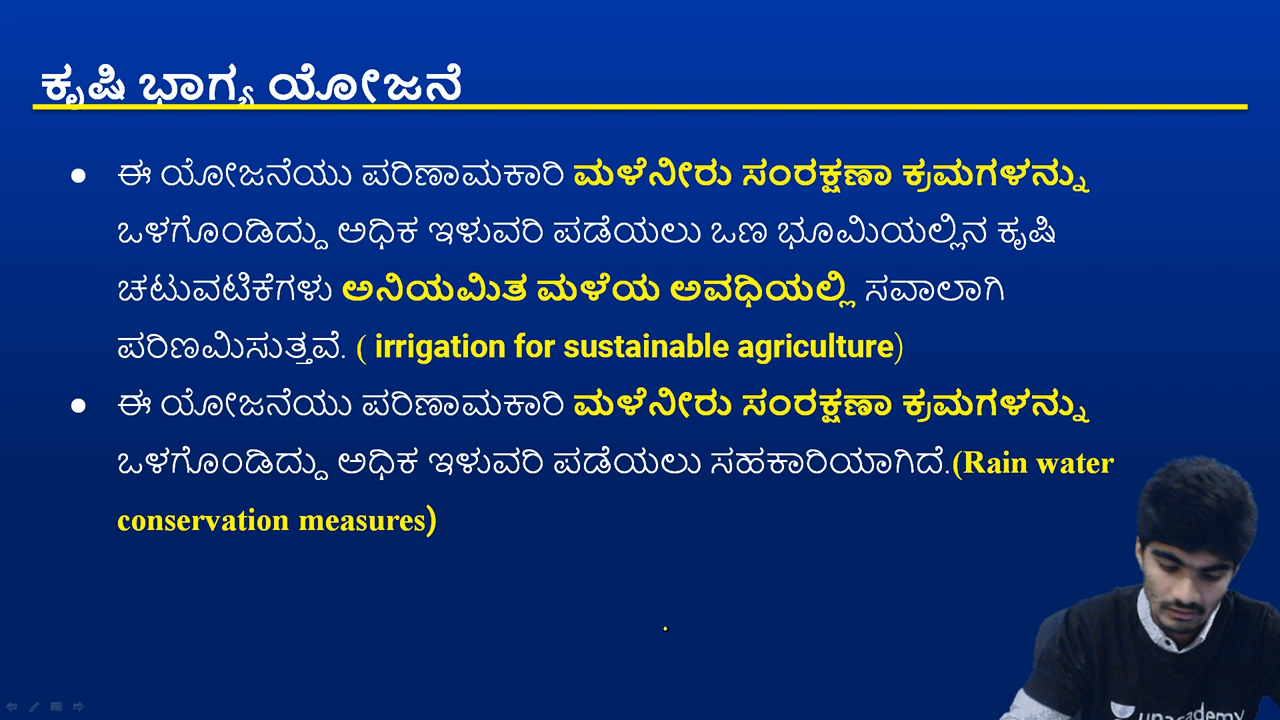 ಕೃಷಿ ಭಾಗ್ಯ ಯೋಜನೆ
● ಈ ಯೋಜನೆಯು ಪರಿಣಾಮಕಾರಿ ಮಳೆನೀರು ಸಂರಕ್ಷಣಾ ಕ್ರಮಗಳನ್ನು
ಒಳಗೊಂಡಿದ್ದು ಅಧಿಕ ಇಳುವರಿ ಪಡೆಯಲು ಒಣ ಭೂಮಿಯಲ್ಲಿನ ಕೃಷಿ
ಚಟುವಟಿಕೆಗಳು ಅನಿಯಮಿತ ಮಳೆಯ ಅವಧಿಯಲ್ಲಿ ಸವಾಲಾಗಿ
ಪರಿಣಮಿಸುತ್ತವೆ. ( irrigation for sustainable agriculture)
● ಈ ಯೋಜನೆಯು ಪರಿಣಾಮಕಾರಿ ಮಳೆನೀರು ಸಂರಕ್ಷಣಾ ಕ್ರಮಗಳನ್ನು
ಒಳಗೊಂಡಿದ್ದು ಅಧಿಕ ಇಳುವರಿ ಪಡೆಯಲು ಸಹಕಾರಿಯಾಗಿದೆ.(Rain water
conservation measures)
unacademy